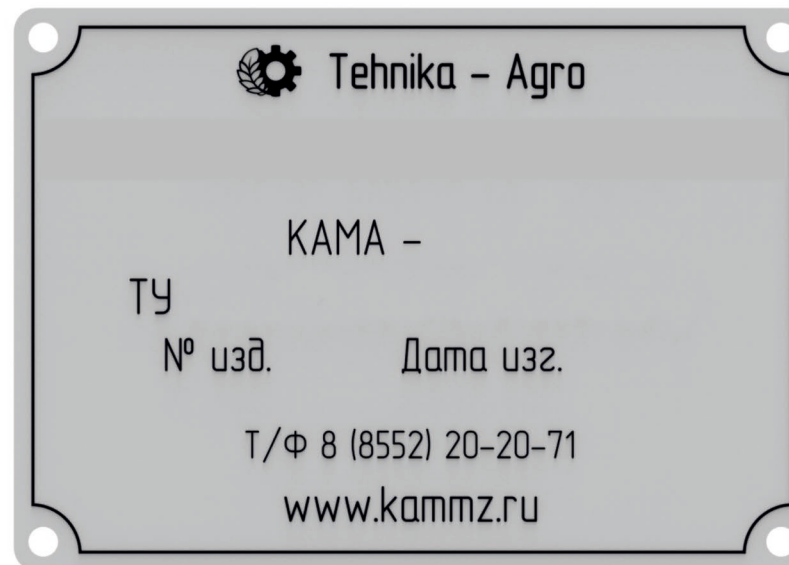 Tehnika - Agro
КАМА -
ТУ
№ изд. Дата изг.
Т/Ф 8 (8552) 20-20-71
www.kammz.ru